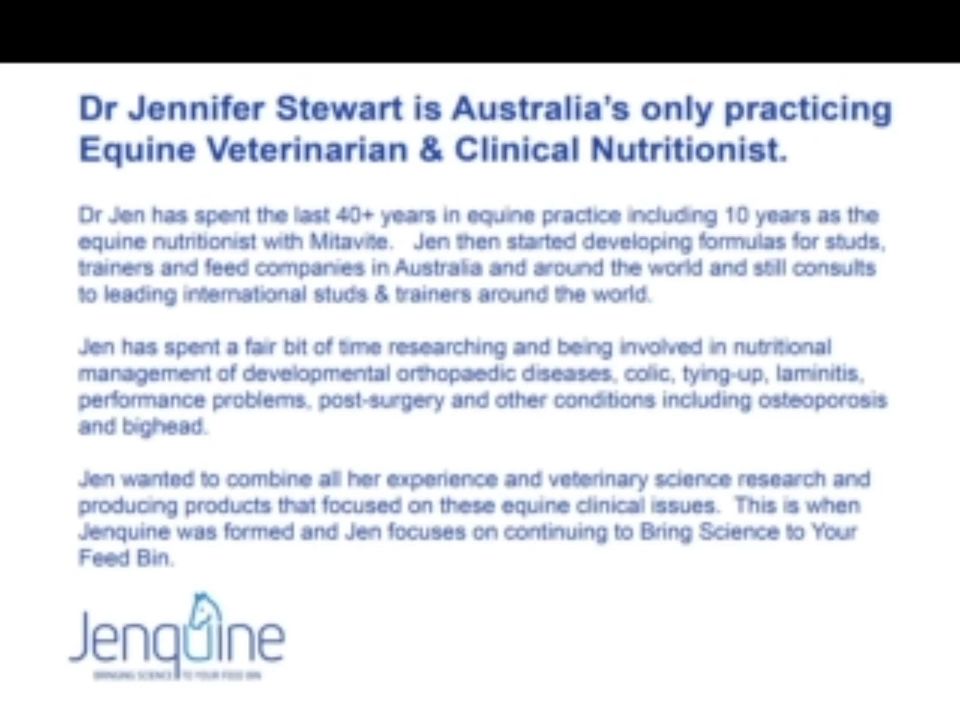 Dr Jennifer Stewart is Australia's only practicing
Equine Veterinarian & Clinical Nutritionist.
Dr Jen has spent the last 40+ years in equine practice including 10 years as the
equine nutritionist with Mitavite. Jen then started developing formulas for studs,
trainers and feed companies in Australia and around the world and still consults
to leading international studs & trainers around the world.
Jen has spent a fair bit of time researching and being involved in nutritional
management of developmental orthopaedic diseases, colic, tying-up, laminitis,
performance problems, post-surgery and other conditions including osteoporosis
and bighead.
Jen wanted to combine all her experience and veterinary science research and
producing products that focused on these equine clinical issues. This is when
Jenquine was formed and Jen focuses on continuing to Bring Science to Your
Feed Bin.
Jenquine
BRINGING SCIENCE TO YOUR FEED BIN